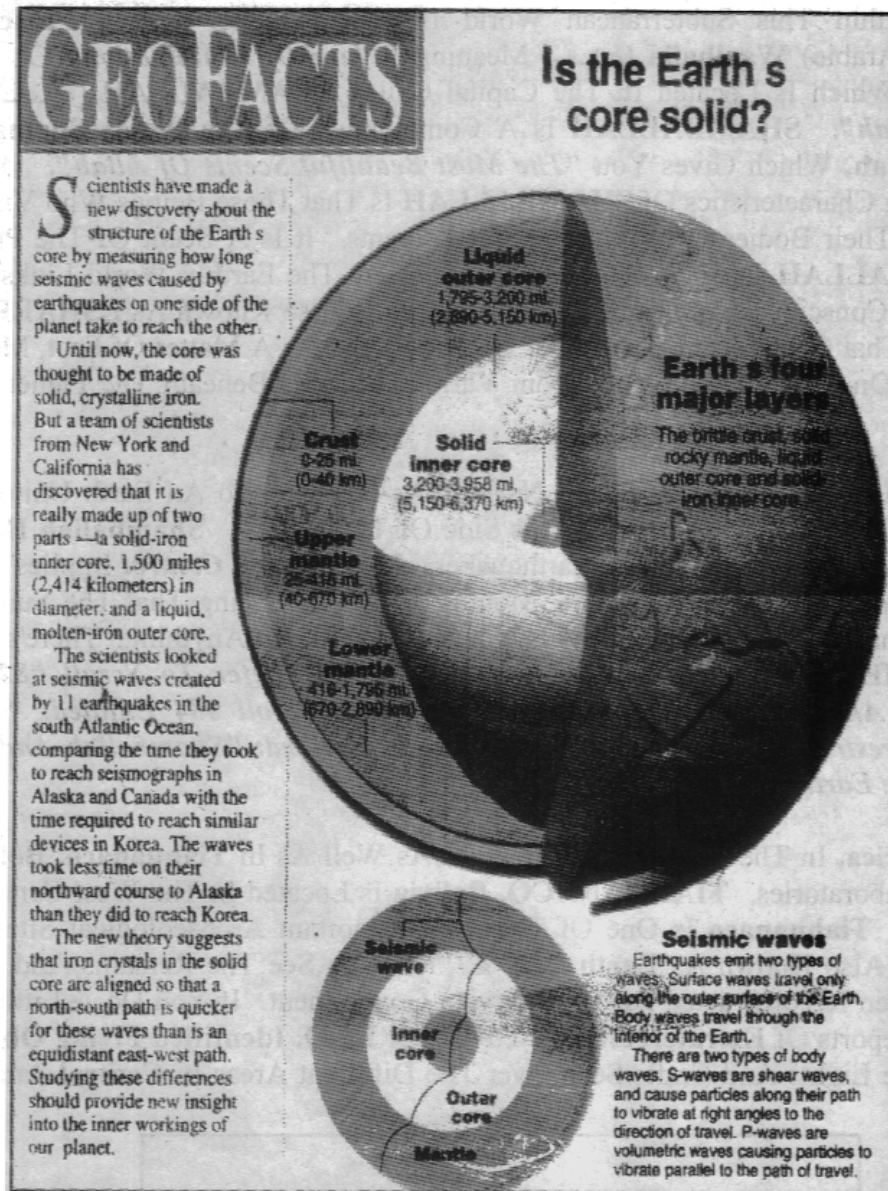 GEOFACTS
Is the Earth s
core solid?
Scientists have made a
new discovery about the
structure of the Earth s
core by measuring how long
seismic waves caused by
earthquakes on one side of the
planet take to reach the other.
Until now, the core was
thought to be made of
solid, crystalline iron.
But a team of scientists
from New York and
California has
discovered that it is
really made up of two
parts — a solid-iron
inner core, 1,500 miles
(2,414 kilometers) in
diameter, and a liquid,
molten-iron outer core.
The scientists looked
at seismic waves created
by 11 earthquakes in the
south Atlantic Ocean,
comparing the time they took
to reach seismographs in
Alaska and Canada with the
time required to reach similar
devices in Korea. The waves
took less time on their
northward course to Alaska
than they did to reach Korea.
The new theory suggests
that iron crystals in the solid
core are aligned so that a
north-south path is quicker
for these waves than is an
equidistant east-west path.
Studying these differences
should provide new insight
into the inner workings of
our planet.
Liquid
outer core
1,795-3,200 mi.
(2,890-5,150 km)
Earth s four
major layers
The brittle crust, solid
rocky mantle, liquid
outer core and solid-
iron inner core.
Crust
0-25 mi.
(0-40 km)
Solid
inner core
3,200-3,958 mi.
(5,150-6,370 km)
Upper
mantle
25-416 mi.
(40-670 km)
Lower
mantle
416-1,795 mi.
(670-2,890 km)
Seismic
wave
Inner
core
Outer
core
Mantle
Seismic waves
Earthquakes emit two types of
waves. Surface waves travel only
along the outer surface of the Earth.
Body waves travel through the
interior of the Earth.
There are two types of body
waves. S-waves are shear waves,
and cause particles along their path
to vibrate at right angles to the
direction of travel. P-waves are
volumetric waves causing particles to
vibrate parallel to the path of travel.